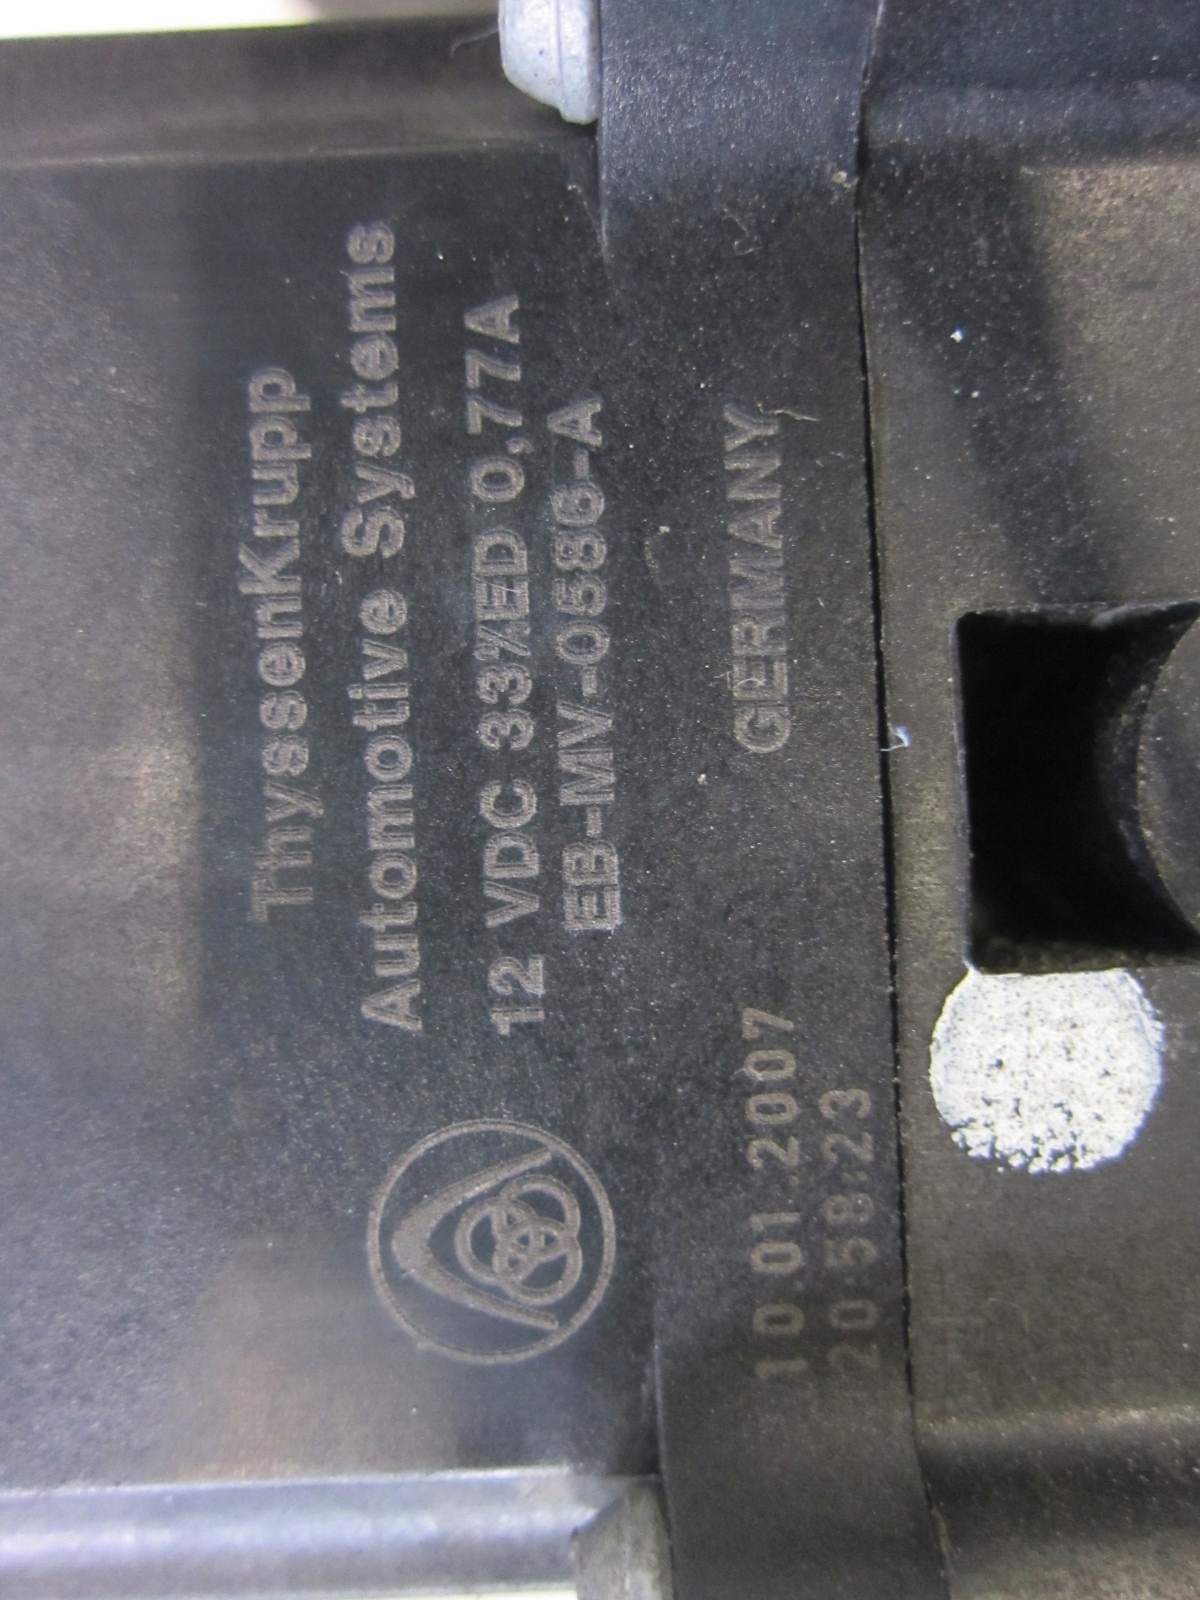 ThyssenKrupp
Automotive Systems
12 VDC 33%ED 0,77A
EB-MV-0586-A
GERMANY
10.01.2007
20:58:23